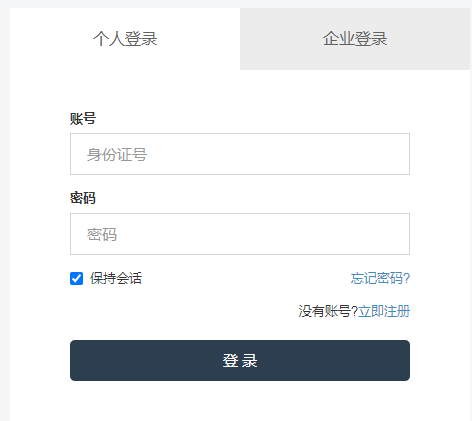 个人登录 企业登录
账号
身份证号
密码
密码
保持会话 忘记密码?
没有账号?立即注册
登 录